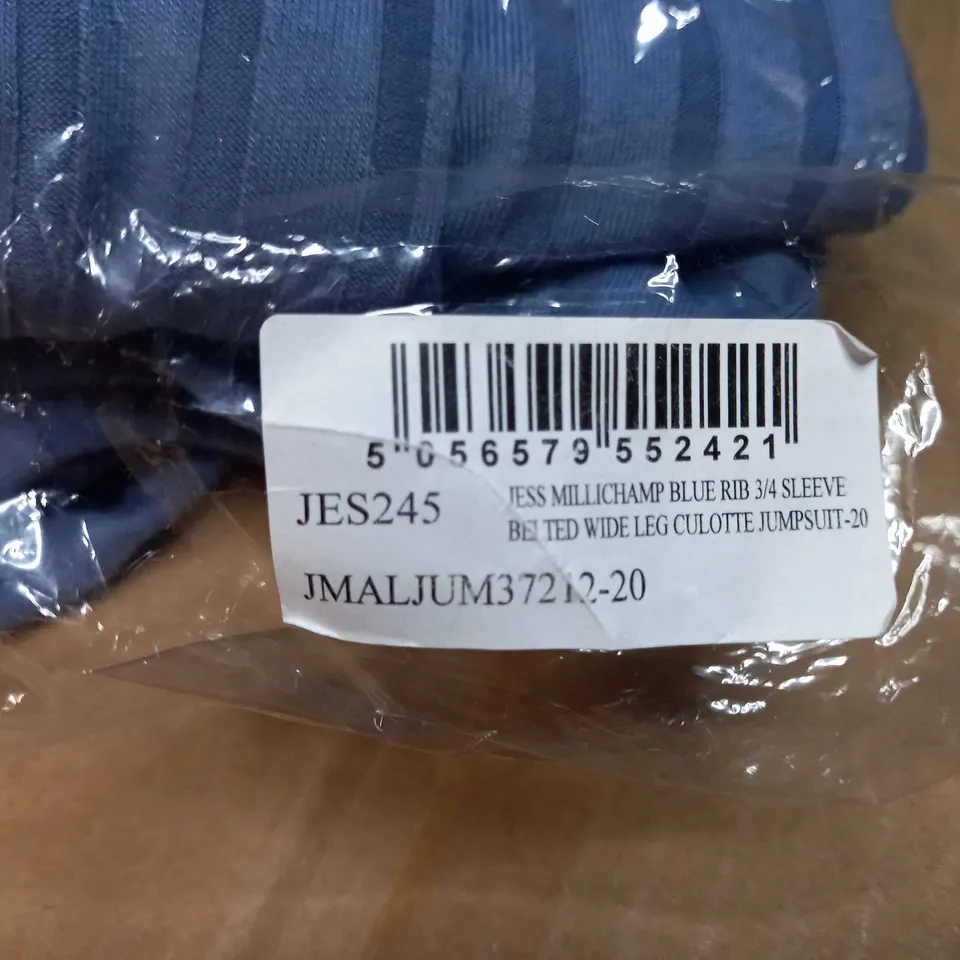 5 056579 552421
JES245
JESS MILLICHAMP BLUE RIB 3/4 SLEEVE
BELTED WIDE LEG CULOTTE JUMPSUIT-20
JMALJUM37212-20